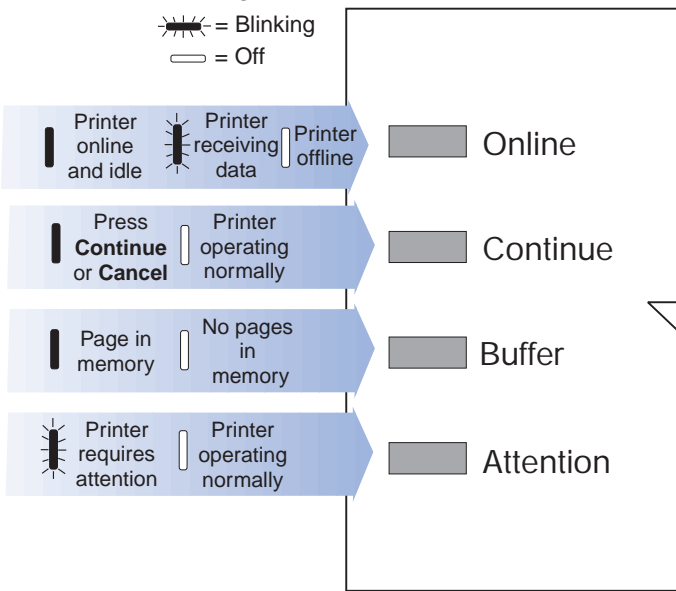 = Blinking
= Off
Printer
online
and idle
Printer
receiving
data
Printer
offline
Online
Press
Continue
or Cancel
Printer
operating
normally
Continue
Page in
memory
No pages
in
memory
Buffer
Printer
requires
attention
Printer
operating
normally
Attention